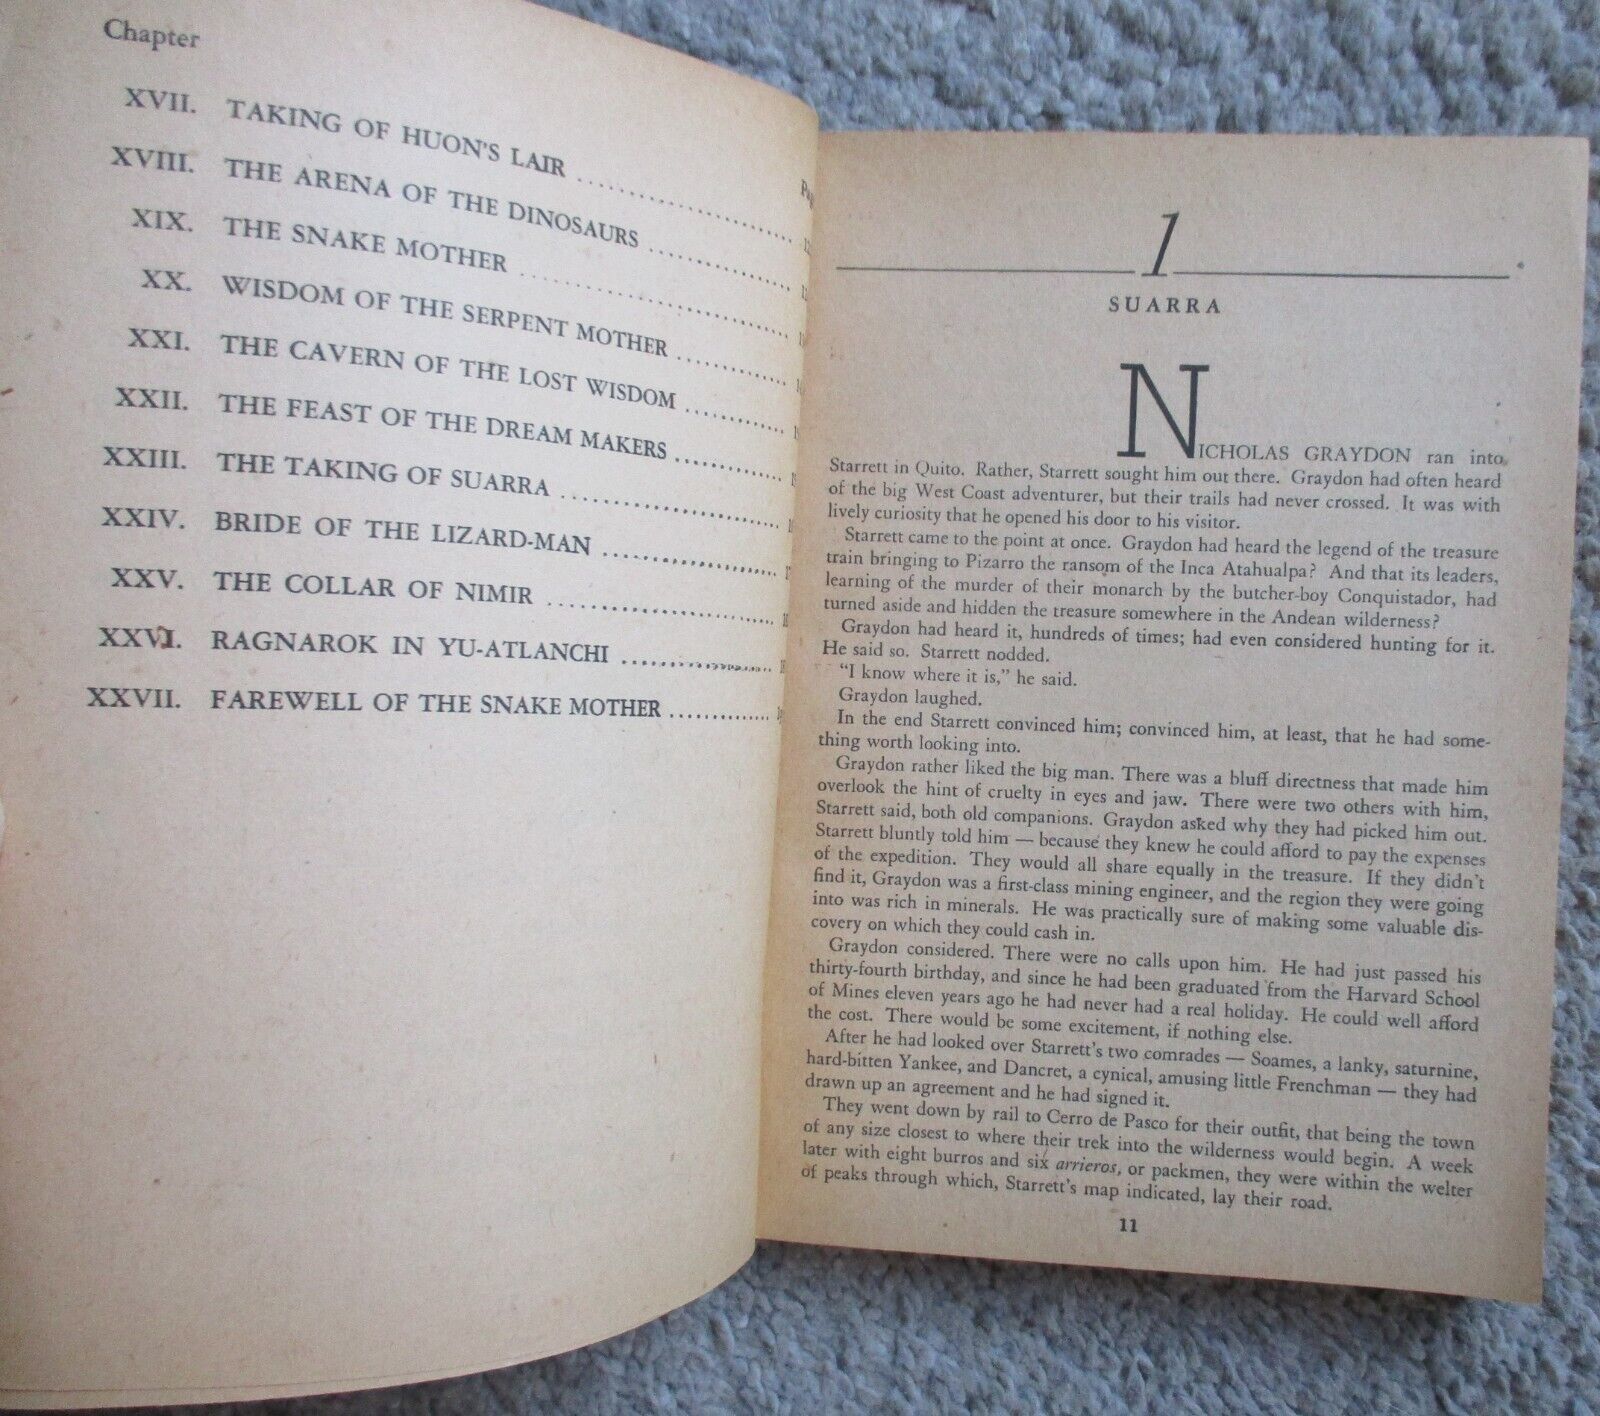 Chapter
XVII. TAKING OF HUON'S LAIR
XVIII. THE ARENA OF THE DINOSAURS
XIX. THE SNAKE MOTHER
XX. WISDOM OF THE SERPENT MOTHER
XXI. THE CAVERN OF THE LOST WISDOM
XXII. THE FEAST OF THE DREAM MAKERS
XXIII. THE TAKING OF SUARRA
XXIV. BRIDE OF THE LIZARD-MAN
XXV. THE COLLAR OF NIMIR
XXVI. RAGNAROK IN YU-ATLANCHI
XXVII. FAREWELL OF THE SNAKE MOTHER
1
SUARRA
NICHOLAS GRAYDON ran into
Starrett in Quito. Rather, Starrett sought him out there. Graydon had often heard
of the big West Coast adventurer, but their trails had never crossed. It was with
lively curiosity that he opened his door to his visitor.
Starrett came to the point at once. Graydon had heard the legend of the treasure
train bringing to Pizarro the ransom of the Inca Atahualpa? And that its leaders,
learning of the murder of their monarch by the butcher-boy Conquistador, had
turned aside and hidden the treasure somewhere in the Andean wilderness?
Graydon had heard it, hundreds of times; had even considered hunting for it.
He said so. Starrett nodded.
"I know where it is," he said.
Graydon laughed.
In the end Starrett convinced him; convinced him, at least, that he had some-
thing worth looking into.
Graydon rather liked the big man. There was a bluff directness that made him
overlook the hint of cruelty in eyes and jaw. There were two others with him,
Starrett said, both old companions. Graydon asked why they had picked him out.
Starrett bluntly told him — because they knew he could afford to pay the expenses
of the expedition. They would all share equally in the treasure. If they didn't
find it, Graydon was a first-class mining engineer, and the region they were going
into was rich in minerals. He was practically sure of making some valuable dis-
covery on which they could cash in.
Graydon considered. There were no calls upon him. He had just passed his
thirty-fourth birthday, and since he had been graduated from the Harvard School
of Mines eleven years ago he had never had a real holiday. He could well afford
the cost. There would be some excitement, if nothing else.
After he had looked over Starrett's two comrades — Soames, a lanky, saturnine,
hard-bitten Yankee, and Dancret, a cynical, amusing little Frenchman — they had
drawn up an agreement and he had signed it.
They went down by rail to Cerro de Pasco for their outfit, that being the town
of any size closest to where their trek into the wilderness would begin. A week
later with eight burros and six arrieros, or packmen, they were within the welter
of peaks through which, Starrett's map indicated, lay their road.
11